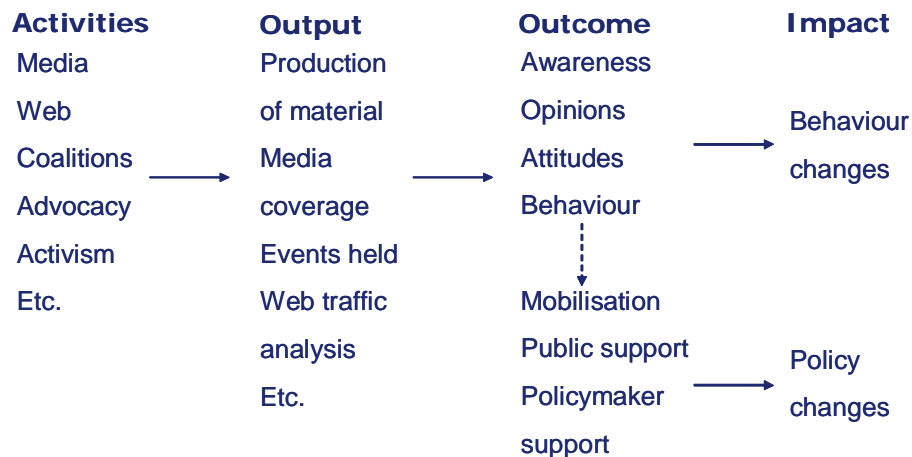 Activities
Media
Web
Coalitions
Advocacy
Activism
Etc.
Output
Production
of material
Media
coverage
Events held
Web traffic
analysis
Etc.
Outcome
Awareness
Opinions
Attitudes
Behaviour
Mobilisation
Public support
Policymaker
support
Impact
Behaviour
changes
Policy
changes